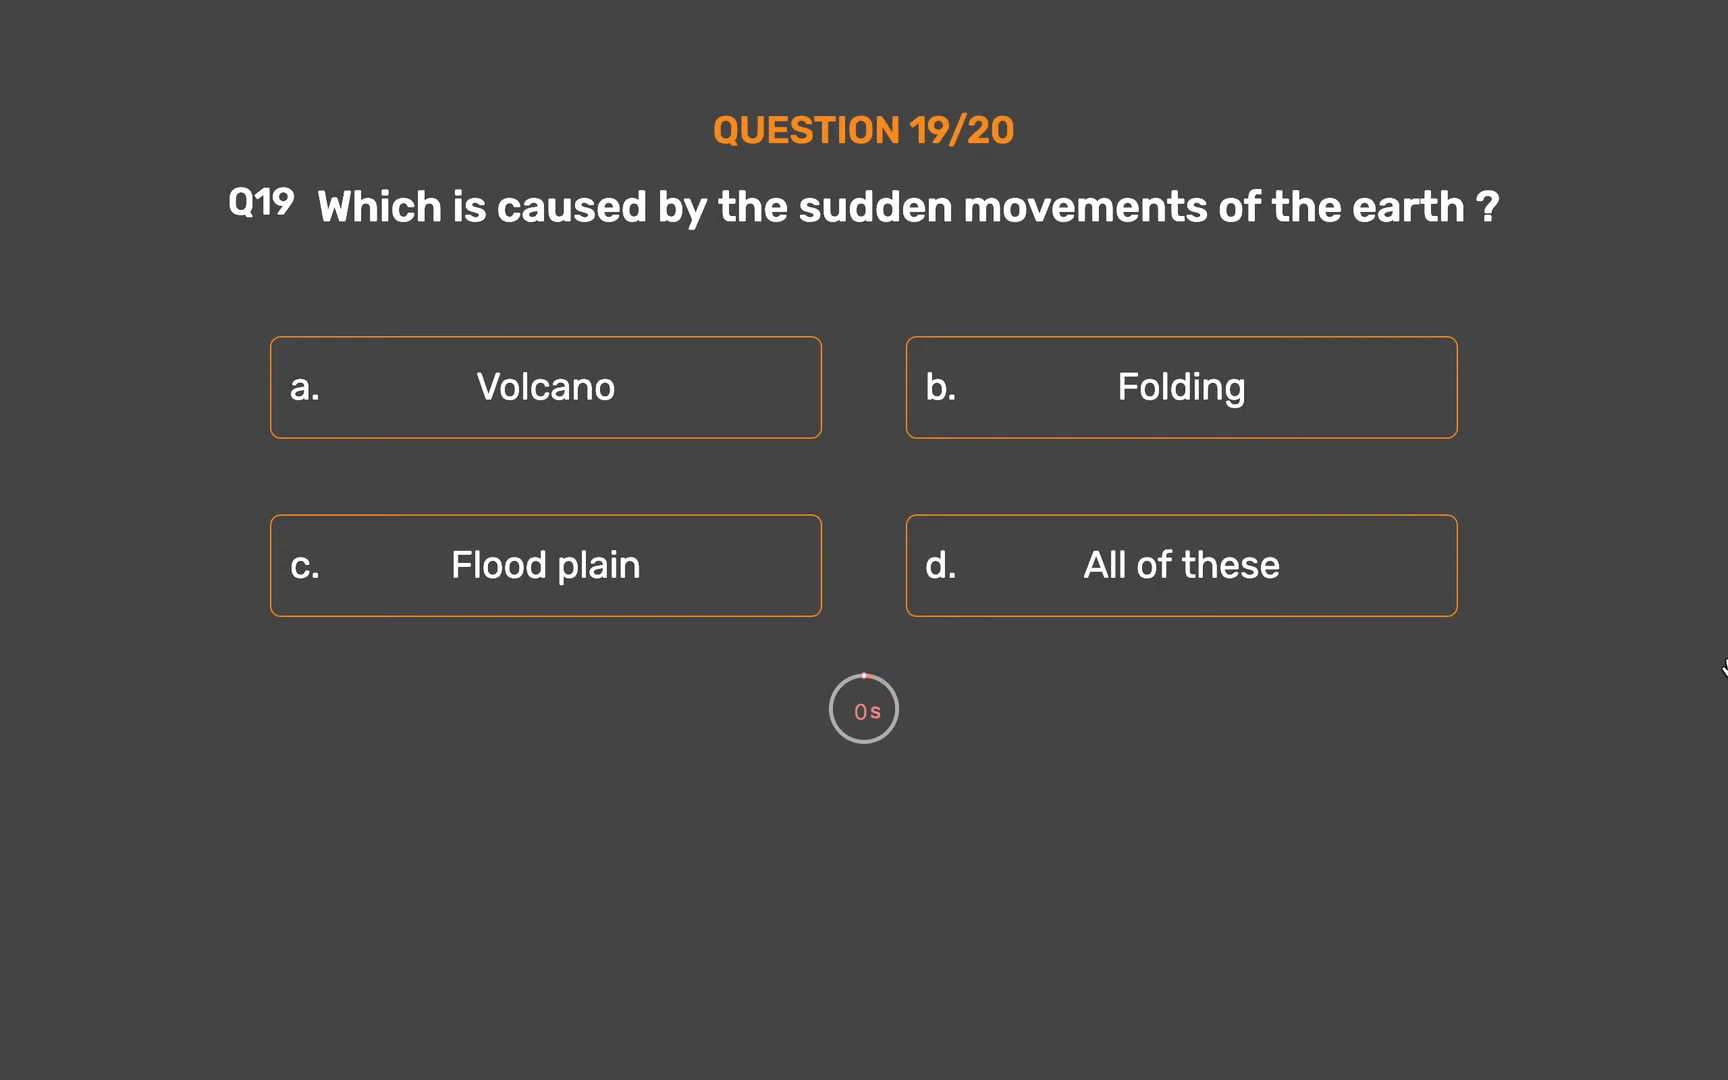 QUESTION 19/20
Q19 Which is caused by the sudden movements of the earth ?
a. Volcano
b. Folding
c. Flood plain
d. All of these
0s